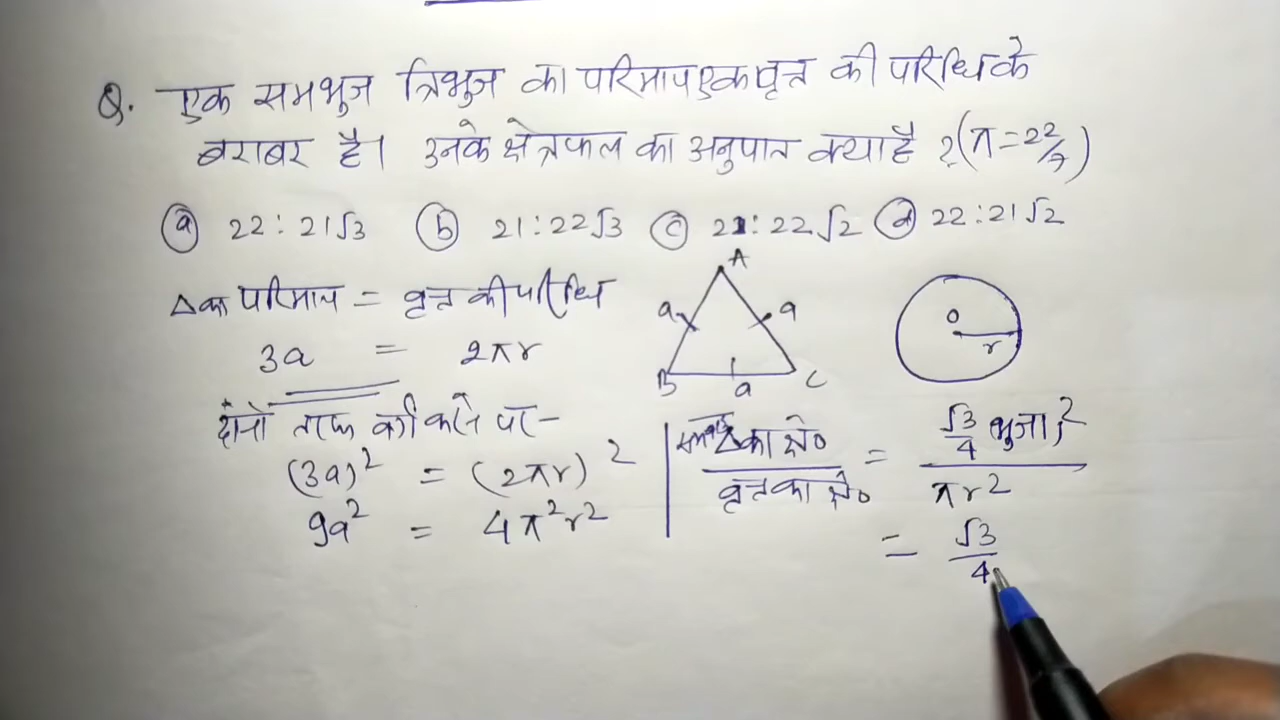 Q. एक समभुज त्रिभुज का परिमाप एक वृत्त की परिधि के
बराबर है। उनके क्षेत्रफल का अनुपात क्या है ? (π = 22/7)
ⓐ 22 : 21√3 ⓑ 21 : 22√3 ⓒ 21 : 22√2 ⓓ 22 : 21√2
Δ का परिमाप = वृत्त की परिधि
3a = 2πr
दोनों तरफ वर्ग करने पर –
(3a)² = (2πr)²
9a² = 4π²r²
A
a a
B a C
O
r
Δ का क्षे० / वृत्त का क्षे० = √3/4 भुजा² / πr²
= √3/4